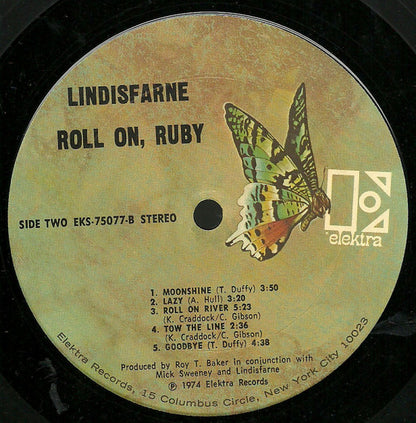 LINDISFARNE
ROLL ON, RUBY
SIDE TWO EKS-75077-B STEREO
elektra
1. MOONSHINE (T. Duffy) 3:50
2. LAZY (A. Hull) 3:20
3. ROLL ON RIVER 5:23
(K. Craddock/C. Gibson)
4. TOW THE LINE 2:36
(K. Craddock/C. Gibson)
5. GOODBYE (T. Duffy) 4:38
Produced by Roy T. Baker in conjunction with
Mick Sweeney and Lindisfarne
℗ 1974 Elektra Records
Elektra Records, 15 Columbus Circle, New York City 10023